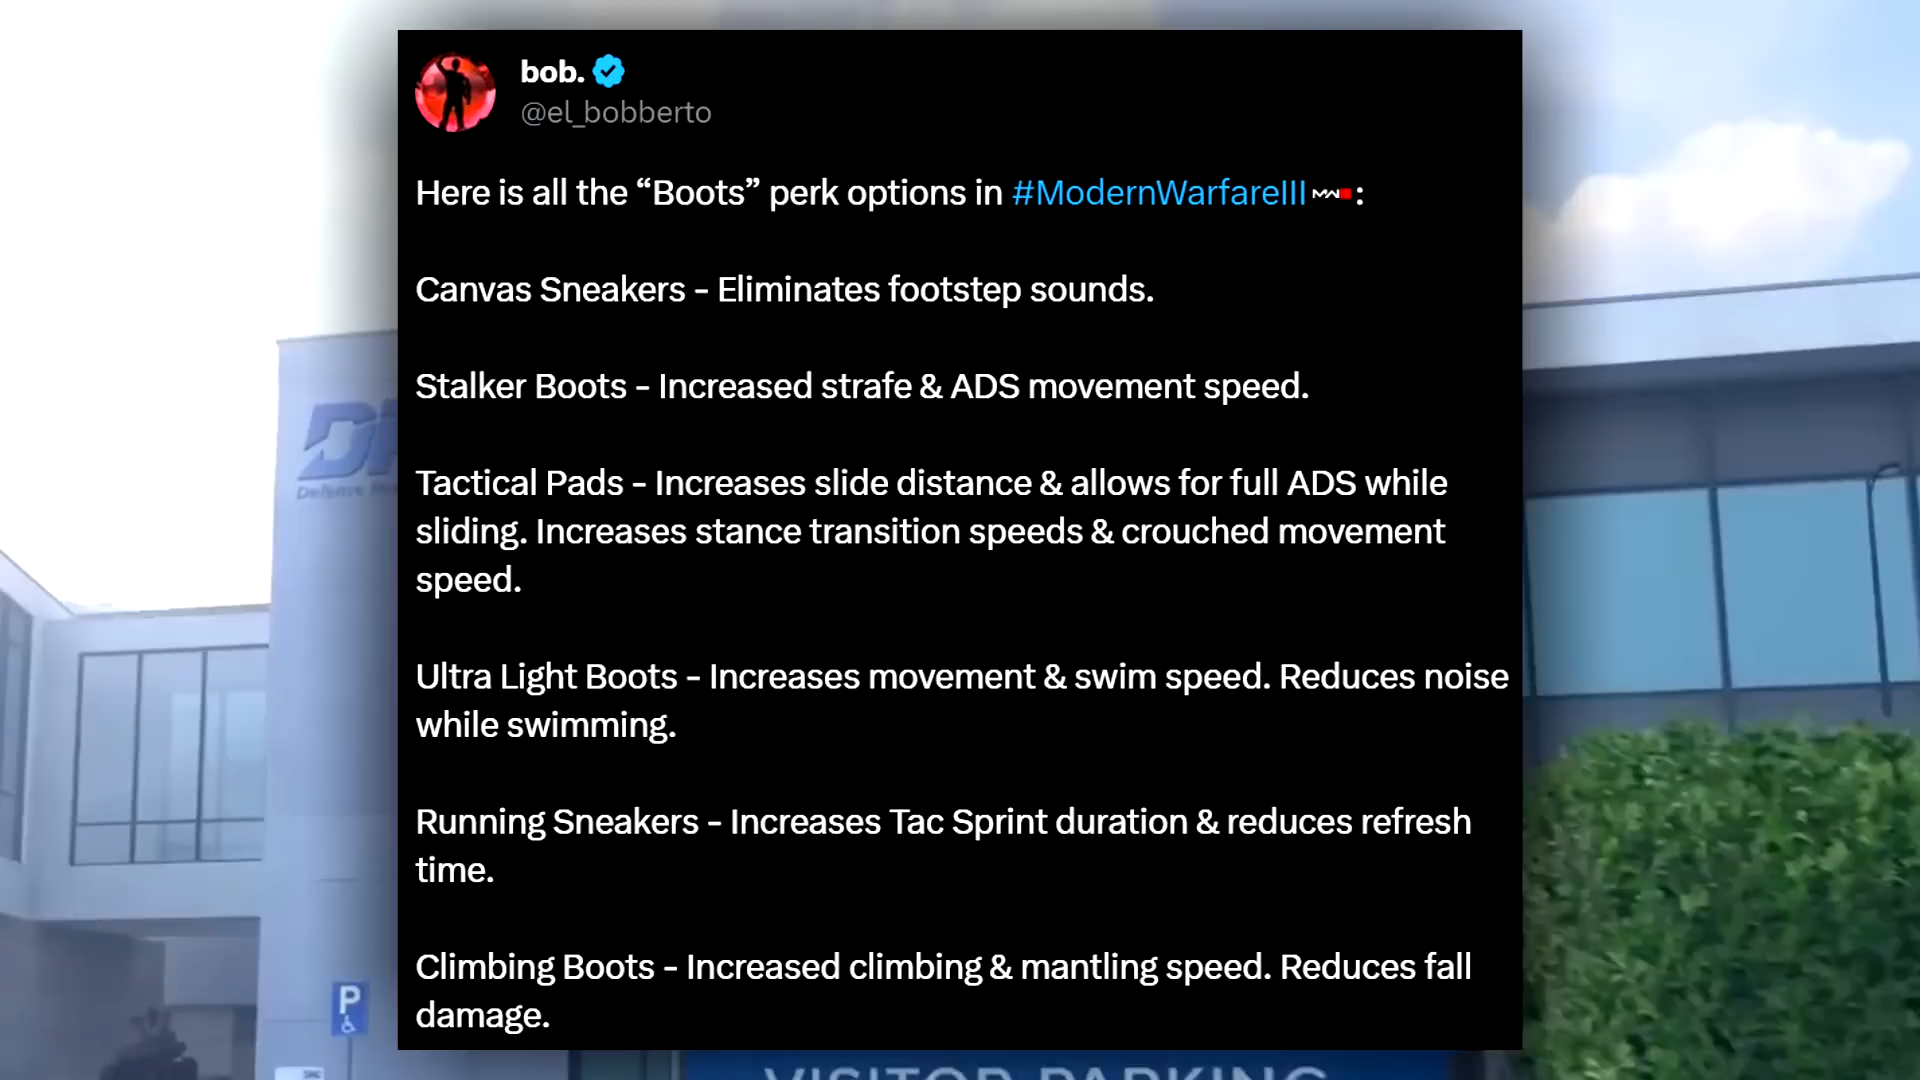 bob.
@el_bobberto
Here is all the “Boots” perk options in #ModernWarfareIII MW :
Canvas Sneakers - Eliminates footstep sounds.
Stalker Boots - Increased strafe & ADS movement speed.
Tactical Pads - Increases slide distance & allows for full ADS while
sliding. Increases stance transition speeds & crouched movement
speed.
Ultra Light Boots - Increases movement & swim speed. Reduces noise
while swimming.
Running Sneakers - Increases Tac Sprint duration & reduces refresh
time.
Climbing Boots - Increased climbing & mantling speed. Reduces fall
damage.
P
VISITOR PARKING